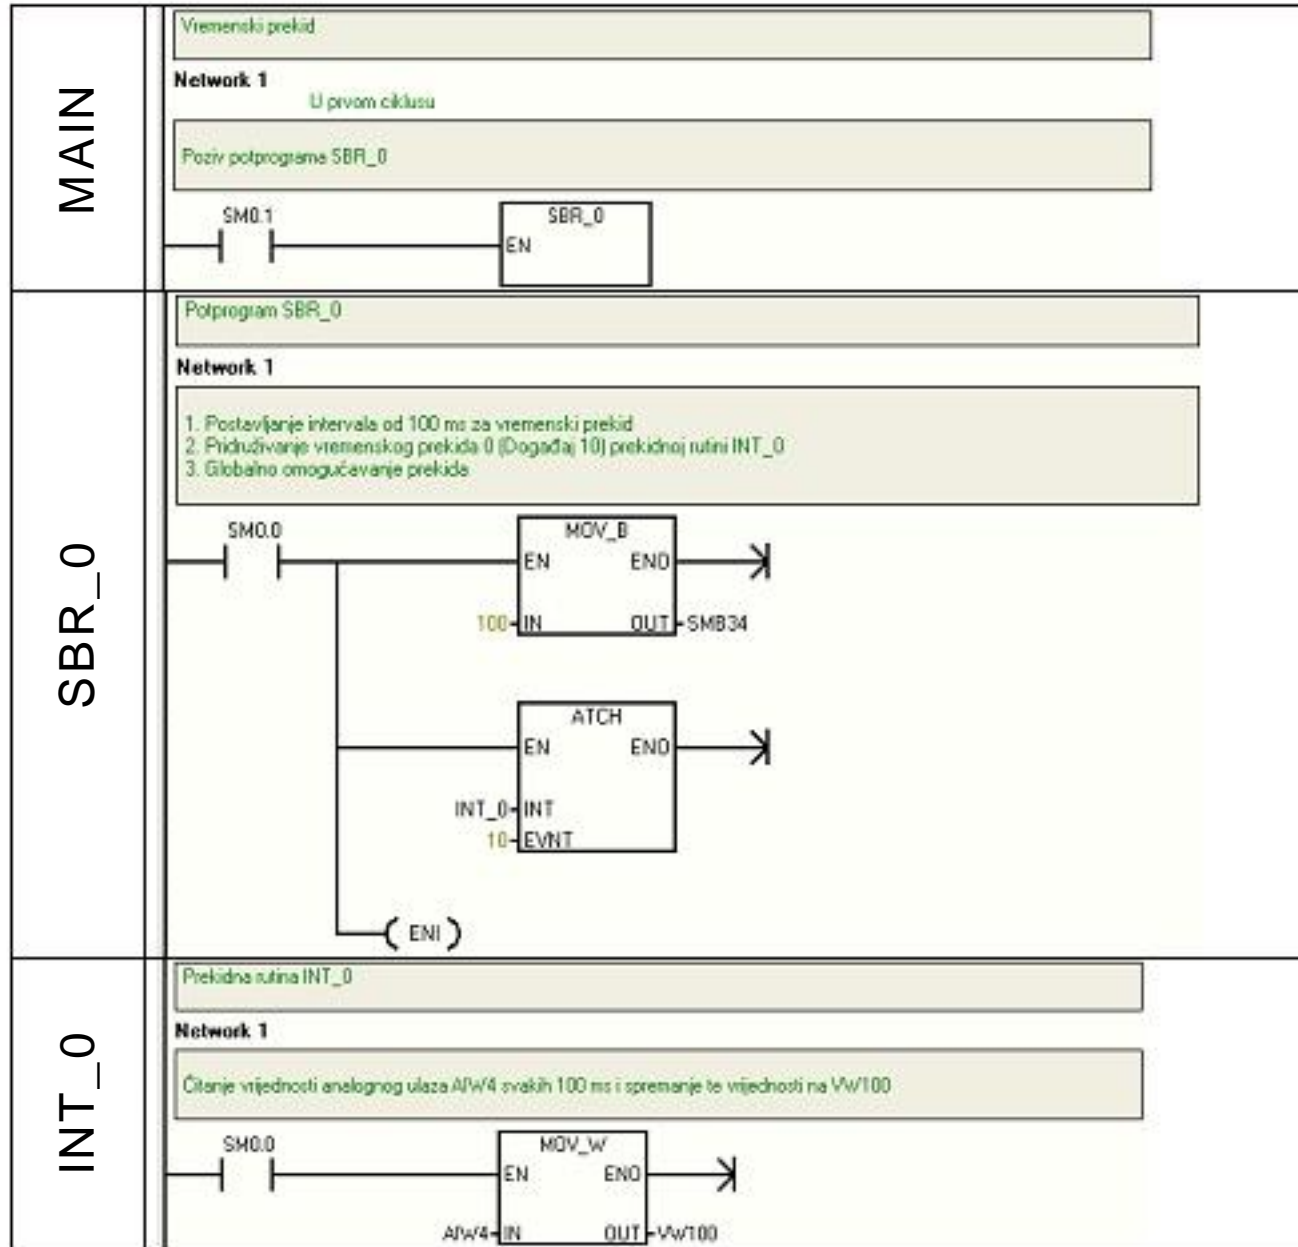 MAIN
Vremenski prekid
Network 1
U prvom ciklusu
Poziv potprograma SBR_0
SM0.1
SBR_0
EN
SBR_0
Potprogram SBR_0
Network 1
1. Postavljanje intervala od 100 ms za vremenski prekid
2. Pridruživanje vremenskog prekida 0 (Događaj 10) prekidnoj rutini INT_0
3. Globalno omogućavanje prekida
SM0.0
MOV_B
EN ENO
100 IN OUT SMB34
ATCH
EN ENO
INT_0 INT
10 EVNT
( ENI )
INT_0
Prekidna rutina INT_0
Network 1
Čitanje vrijednosti analognog ulaza AIW4 svakih 100 ms i spremanje te vrijednosti na VW100
SM0.0
MOV_W
EN ENO
AIW4 IN OUT VW100